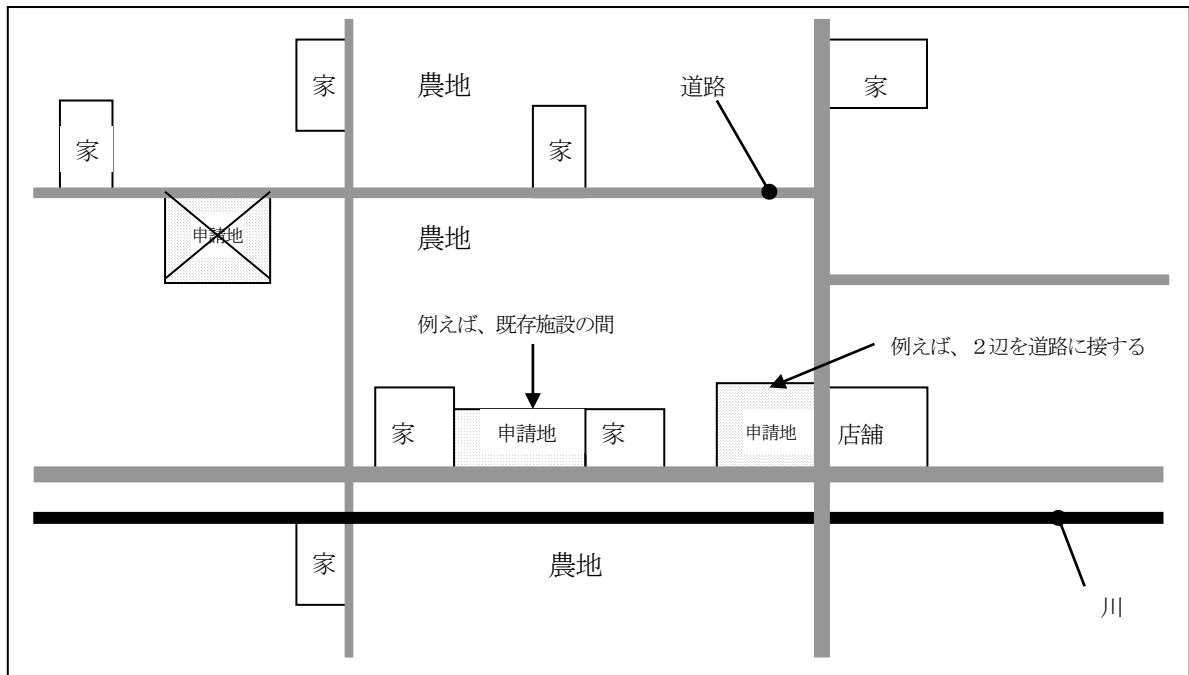 家
農地
道路
家
家
家
申請地
農地
例えば、既存施設の間
例えば、２辺を道路に接する
家
申請地
家
申請地
店舗
家
農地
川